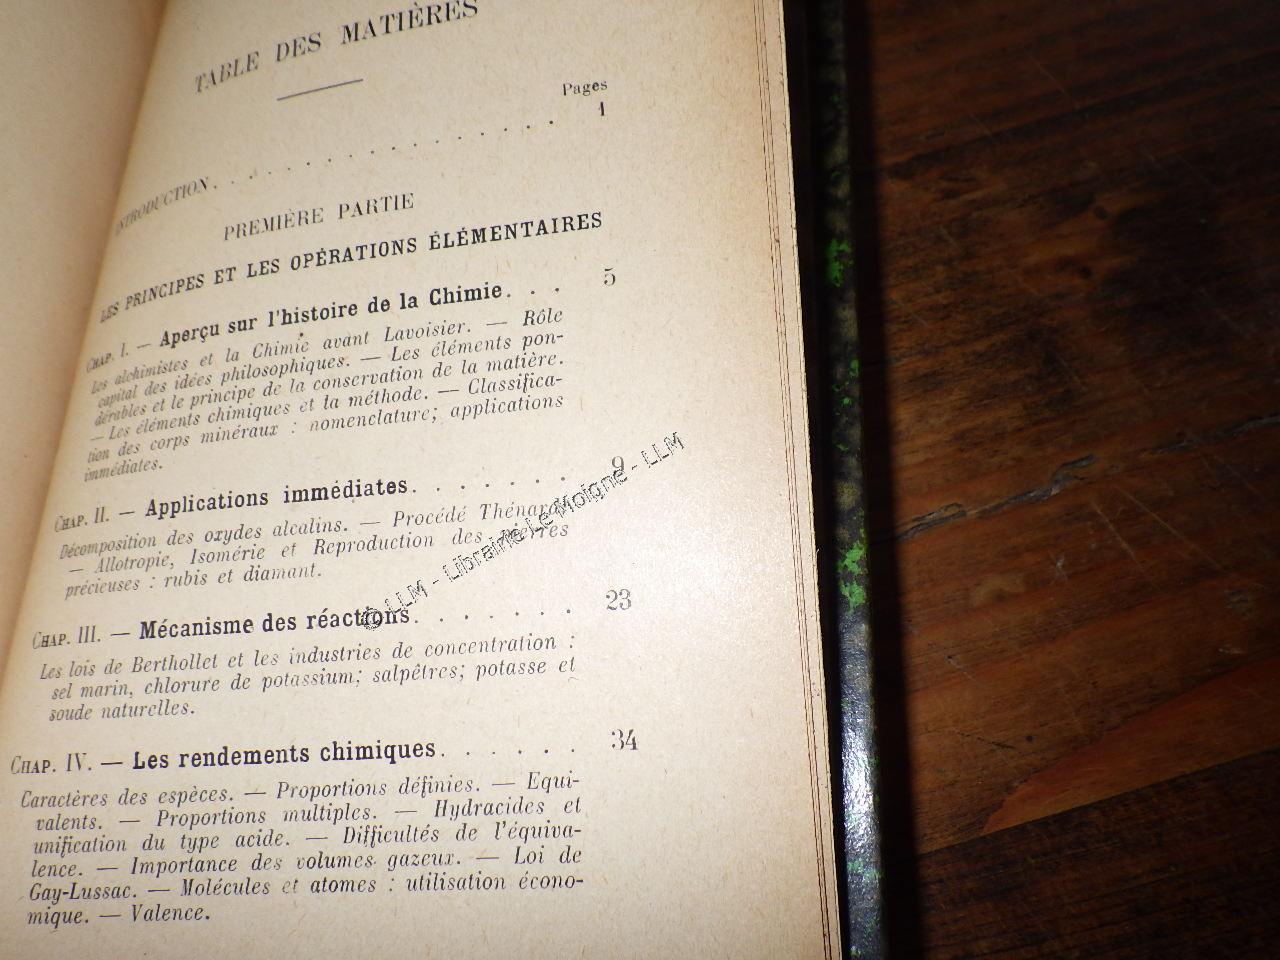 TABLE DES MATIÈRES
Pages
INTRODUCTION. . . . . . . . . . . . . . . 1
PREMIÈRE PARTIE
LES PRINCIPES ET LES OPÉRATIONS ÉLÉMENTAIRES
CHAP. I. — Aperçu sur l'histoire de la Chimie. . . . 5
Les alchimistes et la Chimie avant Lavoisier. — Rôle
capital des idées philosophiques. — Les éléments pon-
dérables et le principe de la conservation de la matière.
— Les éléments chimiques et la méthode. — Classifica-
tion des corps minéraux : nomenclature; applications
immédiates.
CHAP. II. — Applications immédiates. . . . . . . 9
Décomposition des oxydes alcalins. — Procédé Thénard.
— Allotropie, Isomérie et Reproduction des pierres
précieuses : rubis et diamant.
CHAP. III. — Mécanisme des réactions. . . . . . . 23
Les lois de Berthollet et les industries de concentration :
sel marin, chlorure de potassium; salpêtres; potasse et
soude naturelles.
CHAP. IV. — Les rendements chimiques. . . . . . 34
Caractères des espèces. — Proportions définies. — Equi-
valents. — Proportions multiples. — Hydracides et
unification du type acide. — Difficultés de l'équiva-
lence. — Importance des volumes gazeux. — Loi de
Gay-Lussac. — Molécules et atomes : utilisation écono-
mique. — Valence.
© LLM - Librairie Le Moigne - LLM